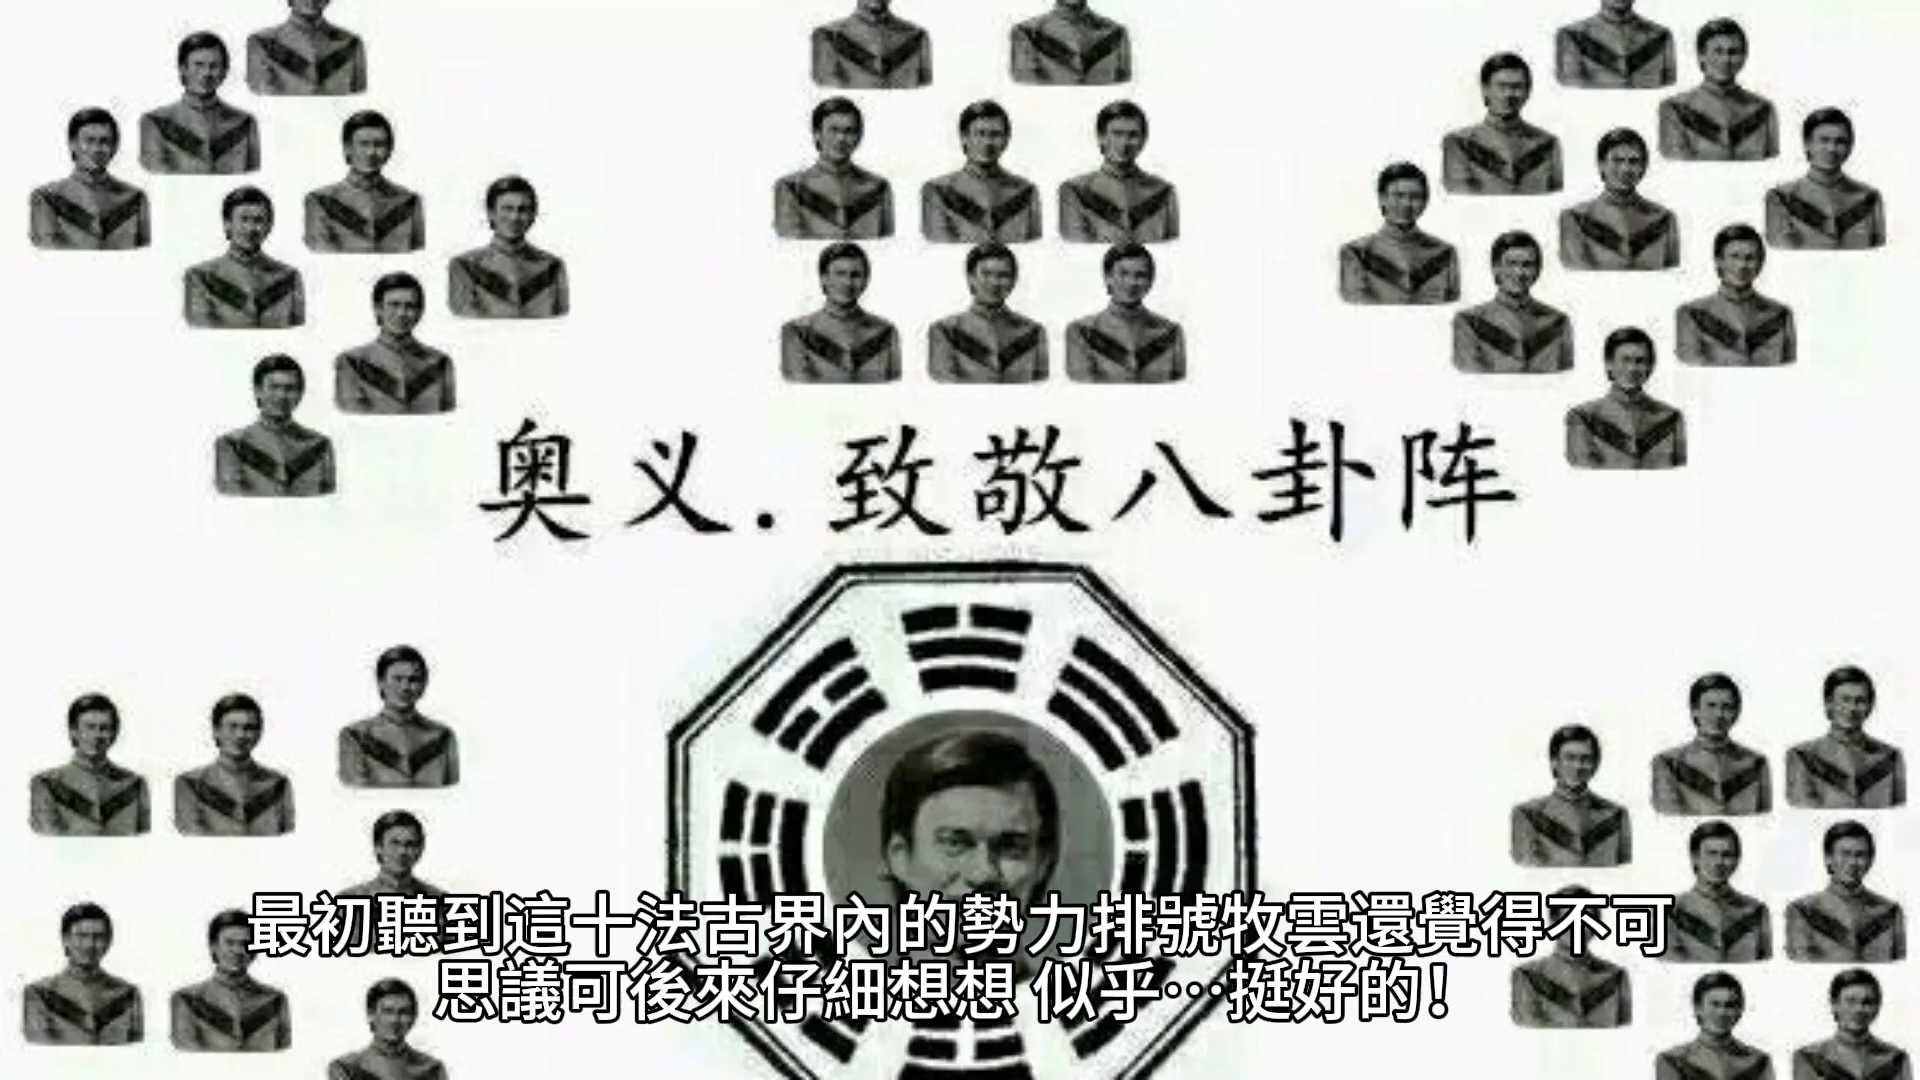 奥义.致敬八卦阵
最初聽到這十法古界內的勢力排號牧雲還覺得不可
思議可後來仔細想想 似乎…挺好的!